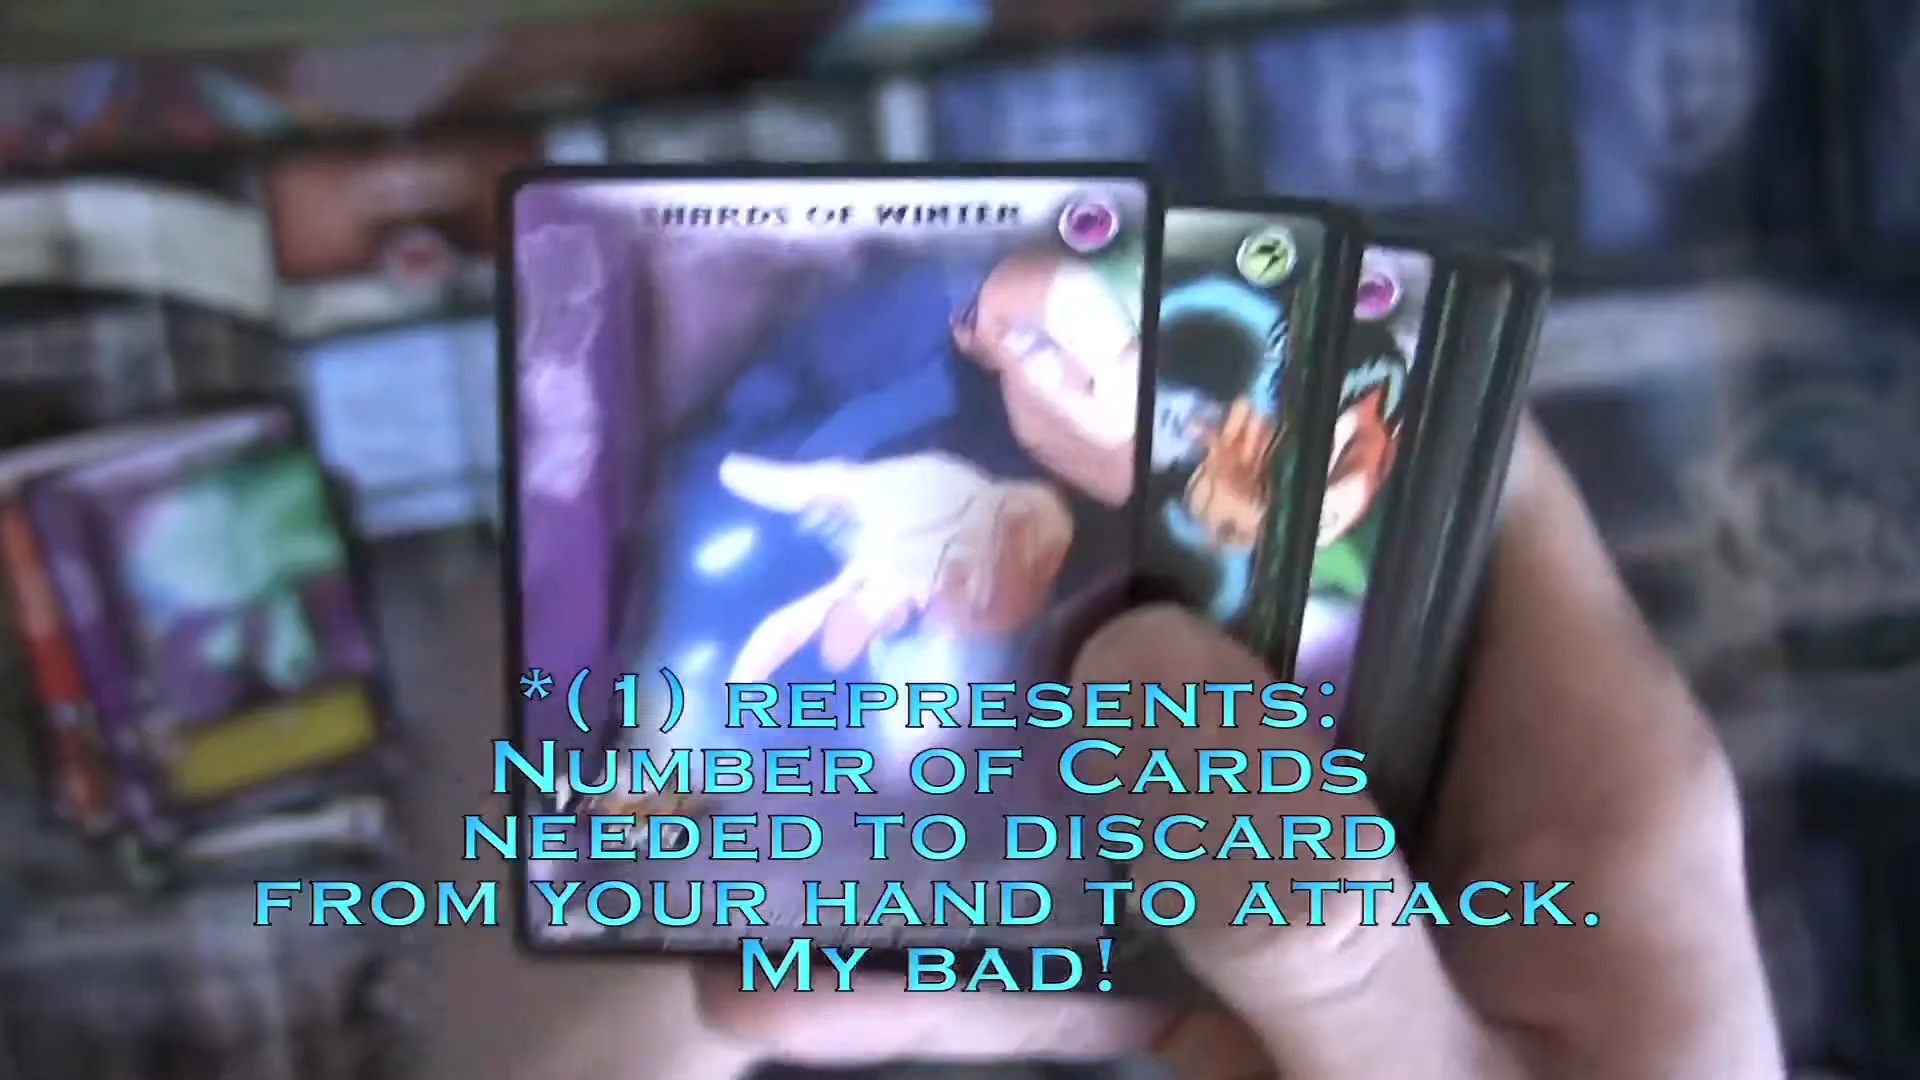 SHARDS OF WINTER
*(1) REPRESENTS:
NUMBER OF CARDS
NEEDED TO DISCARD
FROM YOUR HAND TO ATTACK.
MY BAD!